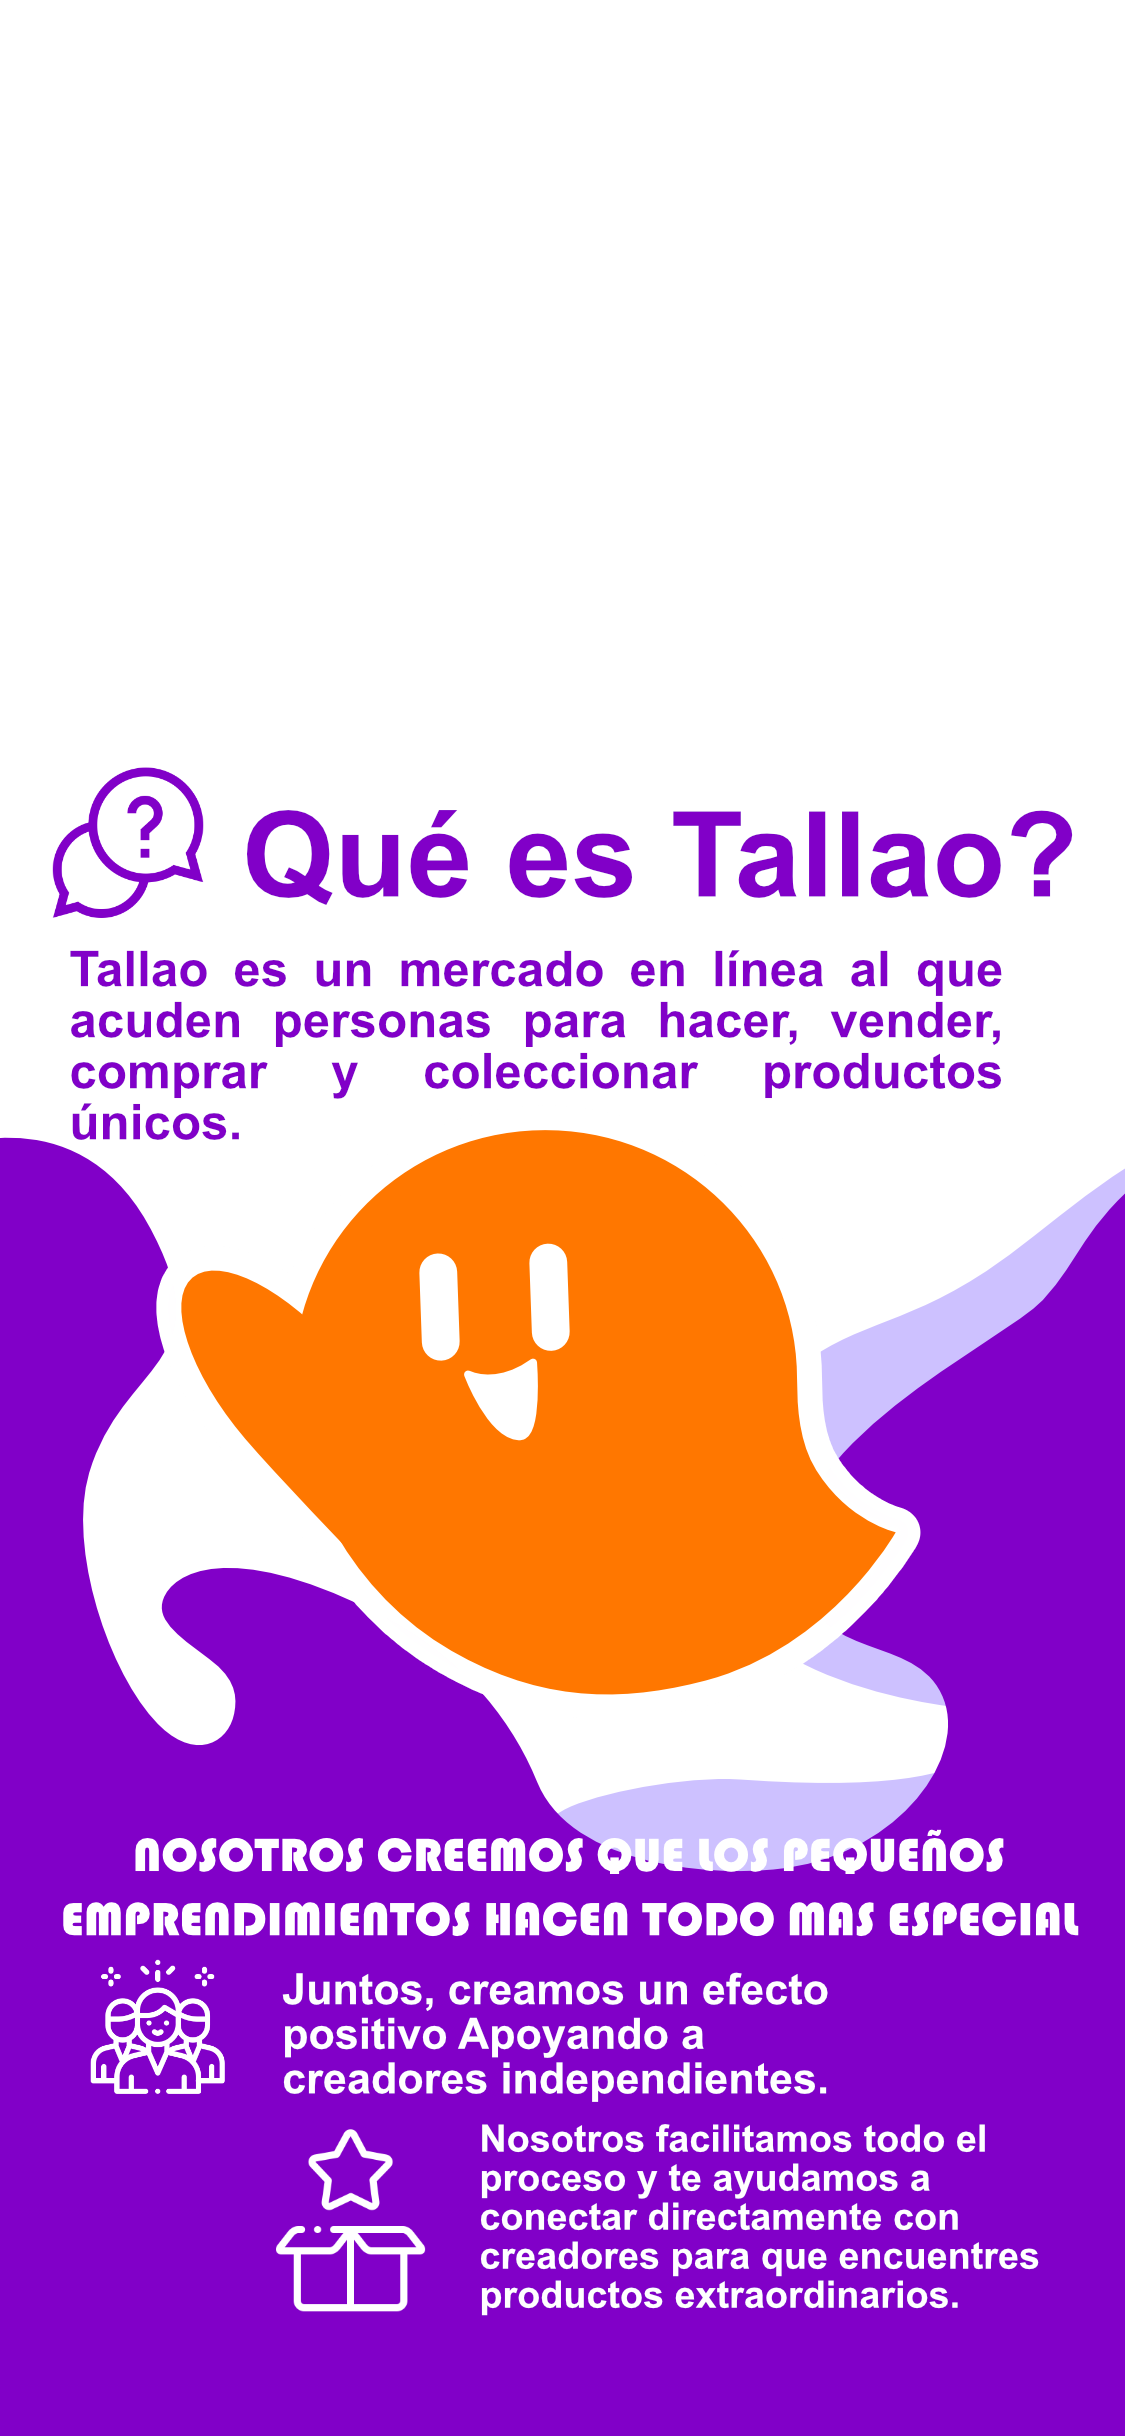 ?
Qué es Tallao?
Tallao es un mercado en línea al que
acuden personas para hacer, vender,
comprar y coleccionar productos
únicos.
NOSOTROS CREEMOS QUE LOS PEQUEÑOS
EMPRENDIMIENTOS HACEN TODO MAS ESPECIAL
Juntos, creamos un efecto
positivo Apoyando a
creadores independientes.
Nosotros facilitamos todo el
proceso y te ayudamos a
conectar directamente con
creadores para que encuentres
productos extraordinarios.